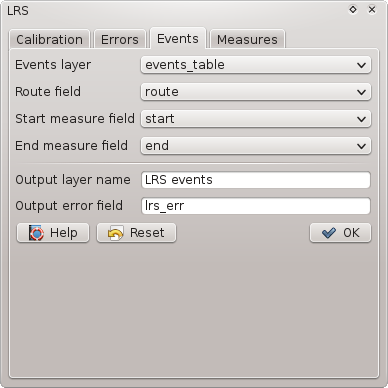 LRS
Calibration Errors Events Measures
Events layer events_table
Route field route
Start measure field start
End measure field end
Output layer name LRS events
Output error field lrs_err
Help Reset OK